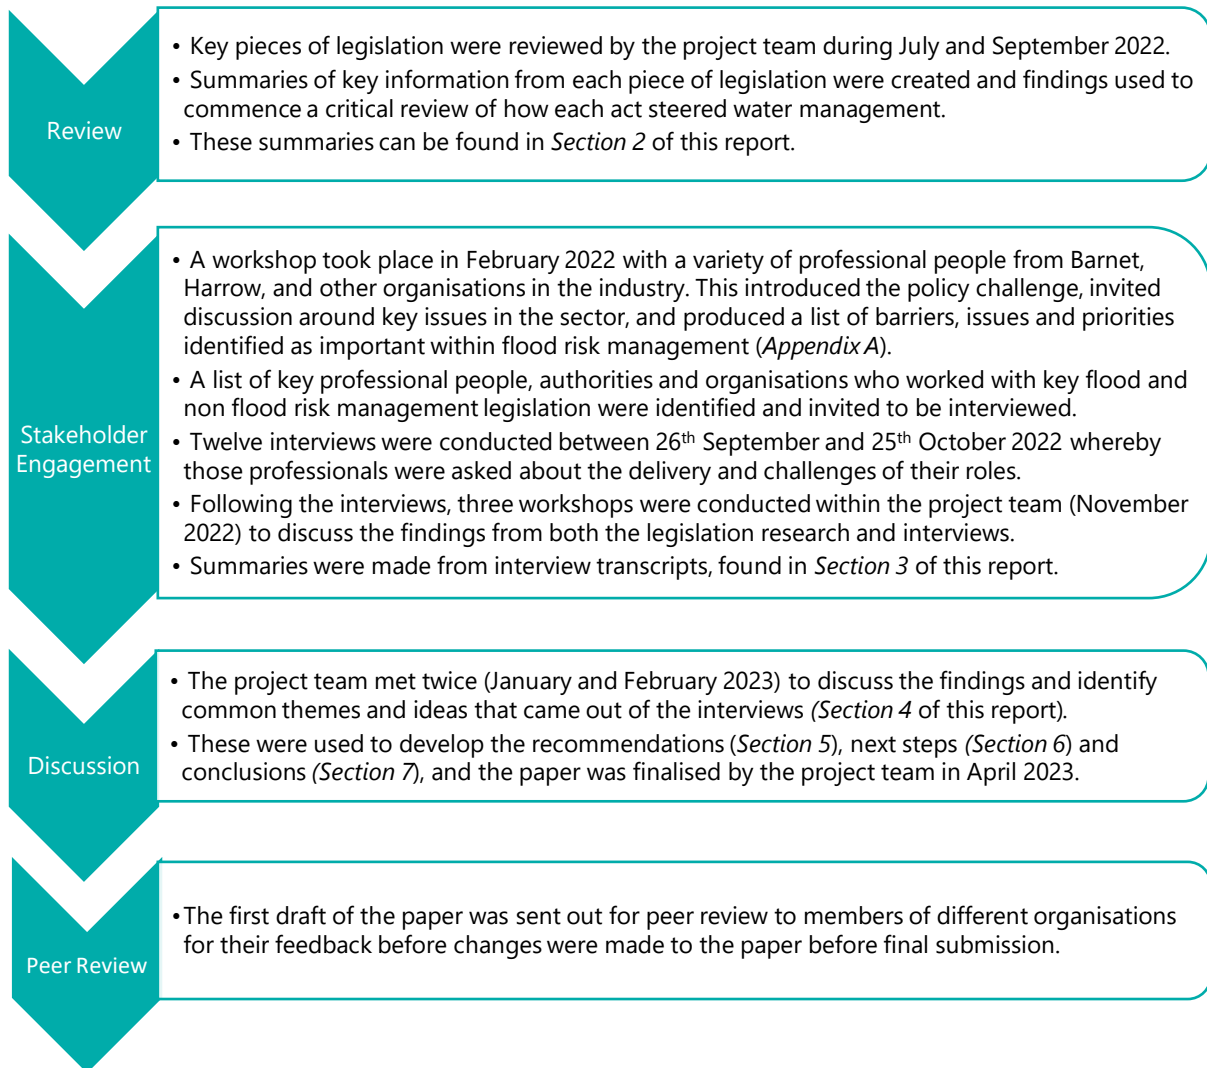 Review
• Key pieces of legislation were reviewed by the project team during July and September 2022.
• Summaries of key information from each piece of legislation were created and findings used to
commence a critical review of how each act steered water management.
• These summaries can be found in Section 2 of this report.
Stakeholder
Engagement
• A workshop took place in February 2022 with a variety of professional people from Barnet,
Harrow, and other organisations in the industry. This introduced the policy challenge, invited
discussion around key issues in the sector, and produced a list of barriers, issues and priorities
identified as important within flood risk management (Appendix A).
• A list of key professional people, authorities and organisations who worked with key flood and
non flood risk management legislation were identified and invited to be interviewed.
• Twelve interviews were conducted between 26th September and 25th October 2022 whereby
those professionals were asked about the delivery and challenges of their roles.
• Following the interviews, three workshops were conducted within the project team (November
2022) to discuss the findings from both the legislation research and interviews.
• Summaries were made from interview transcripts, found in Section 3 of this report.
Discussion
• The project team met twice (January and February 2023) to discuss the findings and identify
common themes and ideas that came out of the interviews (Section 4 of this report).
• These were used to develop the recommendations (Section 5), next steps (Section 6) and
conclusions (Section 7), and the paper was finalised by the project team in April 2023.
Peer Review
• The first draft of the paper was sent out for peer review to members of different organisations
for their feedback before changes were made to the paper before final submission.